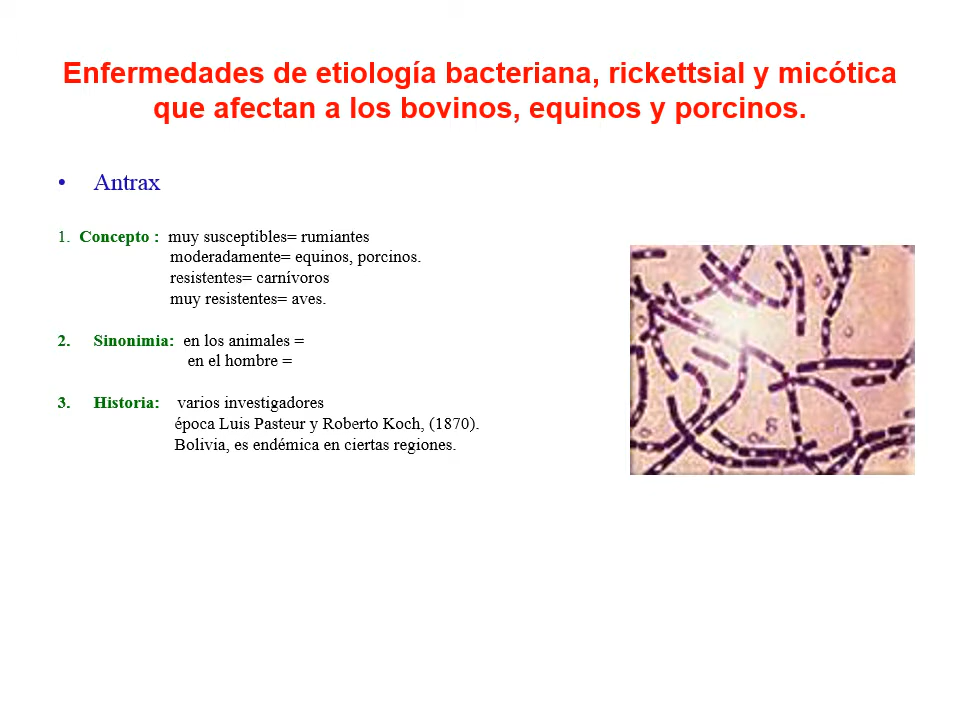 Enfermedades de etiología bacteriana, rickettsial y micótica
que afectan a los bovinos, equinos y porcinos.
• Antrax
1. Concepto : muy susceptibles= rumiantes
moderadamente= equinos, porcinos.
resistentes= carnívoros
muy resistentes= aves.
2. Sinonimia: en los animales =
en el hombre =
3. Historia: varios investigadores
época Luis Pasteur y Roberto Koch, (1870).
Bolivia, es endémica en ciertas regiones.